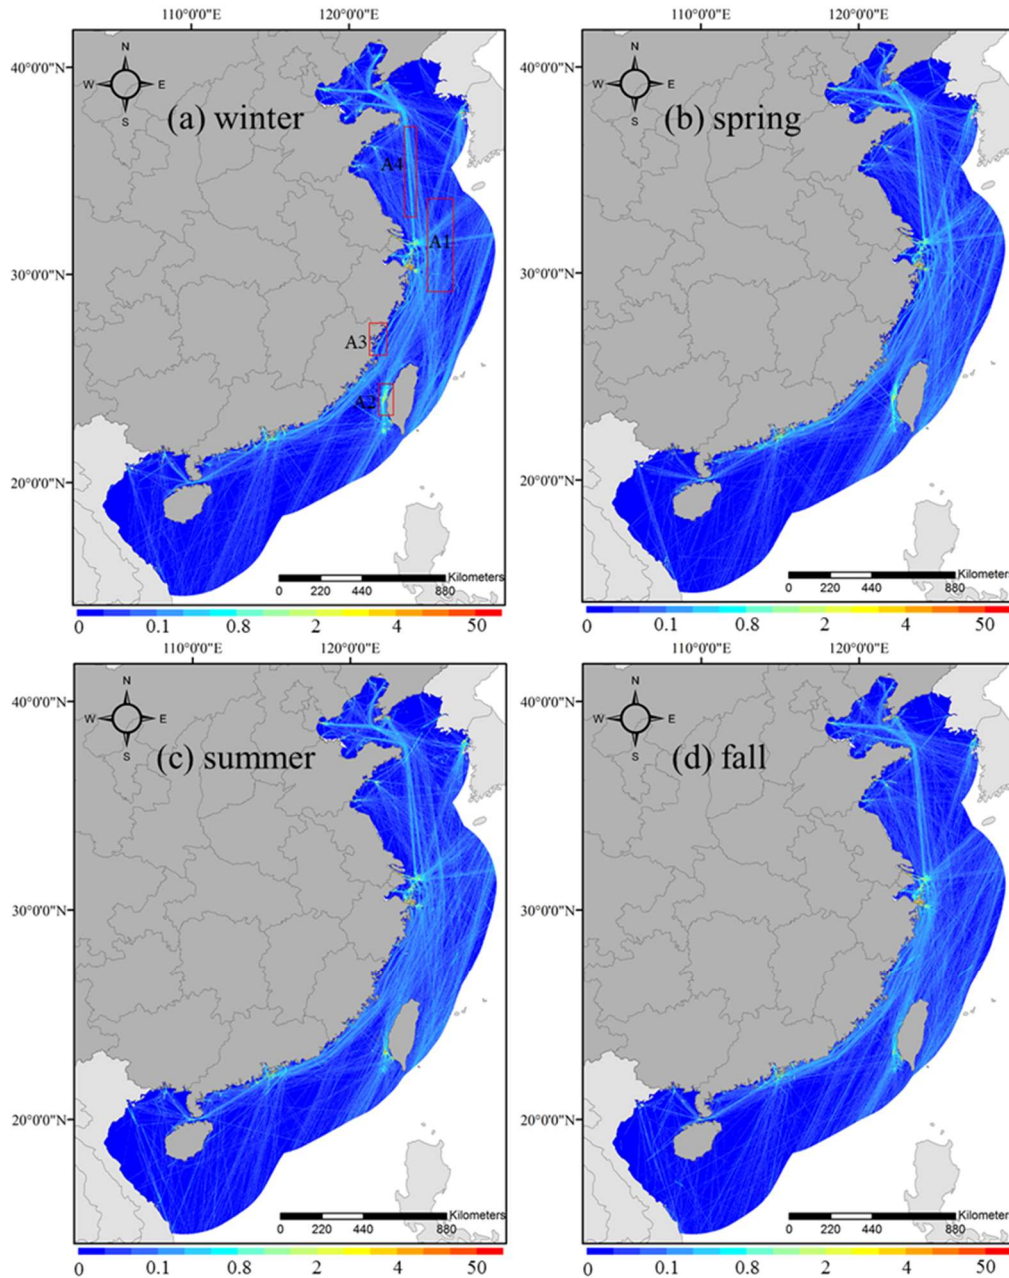 110°0'0"E 120°0'0"E
110°0'0"E 120°0'0"E
N
W E
S
N
W E
S
40°0'0"N
40°0'0"N
(a) winter
(b) spring
A4
A1
30°0'0"N
30°0'0"N
A3
A2
20°0'0"N
20°0'0"N
Kilometers
0 220 440 880
Kilometers
0 220 440 880
0 0.1 0.8 2 4 50
0 0.1 0.8 2 4 50
110°0'0"E 120°0'0"E
110°0'0"E 120°0'0"E
N
W E
S
N
W E
S
40°0'0"N
40°0'0"N
(c) summer
(d) fall
30°0'0"N
30°0'0"N
20°0'0"N
20°0'0"N
Kilometers
0 220 440 880
Kilometers
0 220 440 880
0 0.1 0.8 2 4 50
0 0.1 0.8 2 4 50